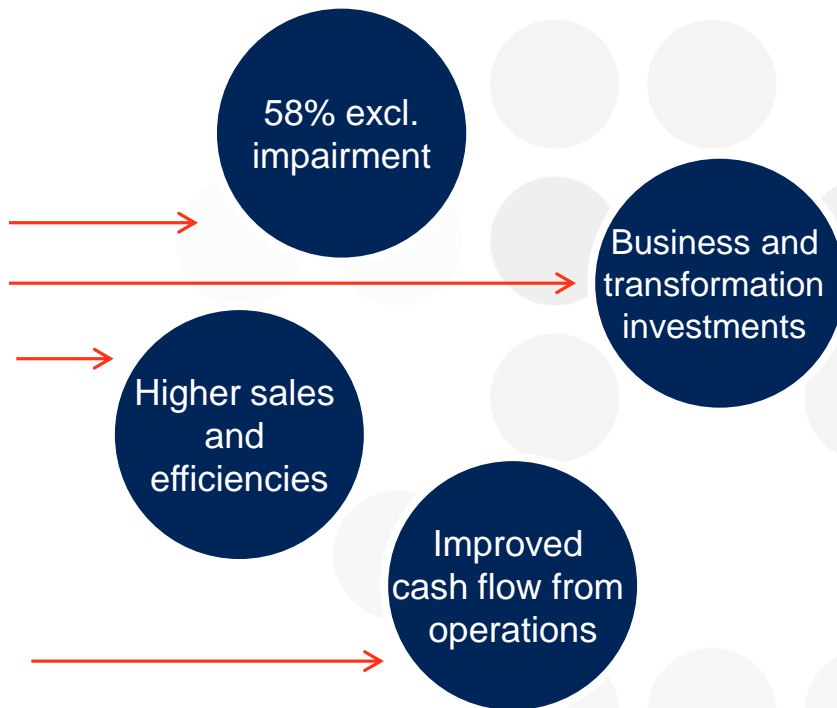 58% excl.
impairment
Business and
transformation
investments
Higher sales
and
efficiencies
Improved
cash flow from
operations